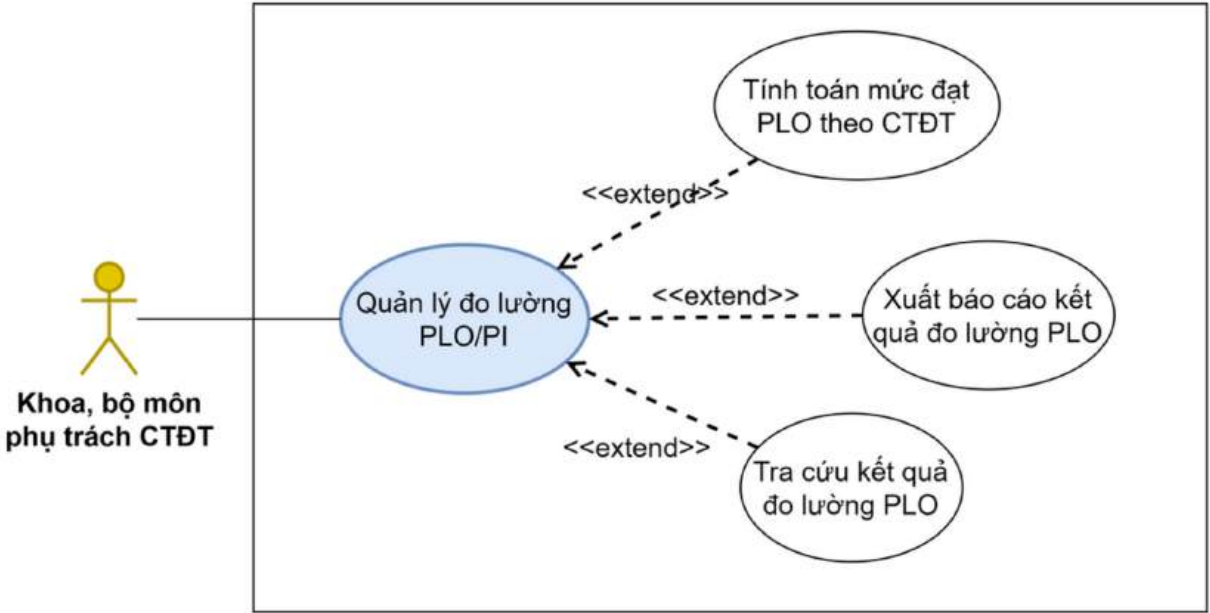 Tính toán mức đạt
PLO theo CTĐT
<<extend>>
Quản lý đo lường
PLO/PI
<<extend>>
Xuất báo cáo kết
quả đo lường PLO
Khoa, bộ môn
phụ trách CTĐT
<<extend>>
Tra cứu kết quả
đo lường PLO